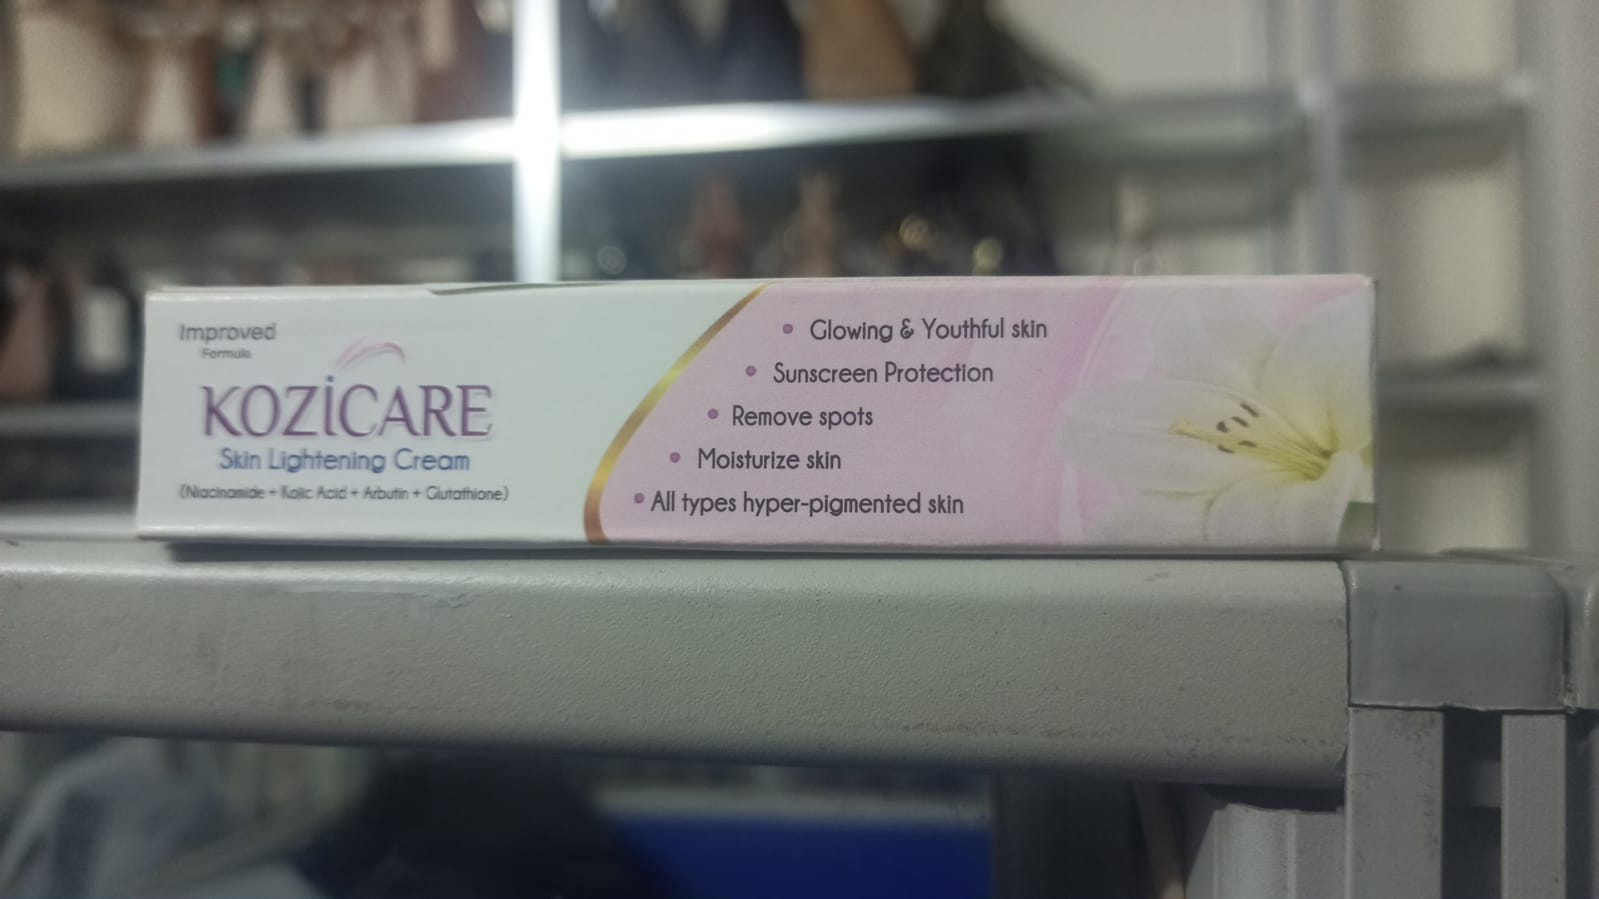 Improved
Formula
KOZiCARE
Skin Lightening Cream
(Niacinamide + Kojic Acid + Arbutin + Glutathione)
• Glowing & Youthful skin
• Sunscreen Protection
• Remove spots
• Moisturize skin
• All types hyper-pigmented skin